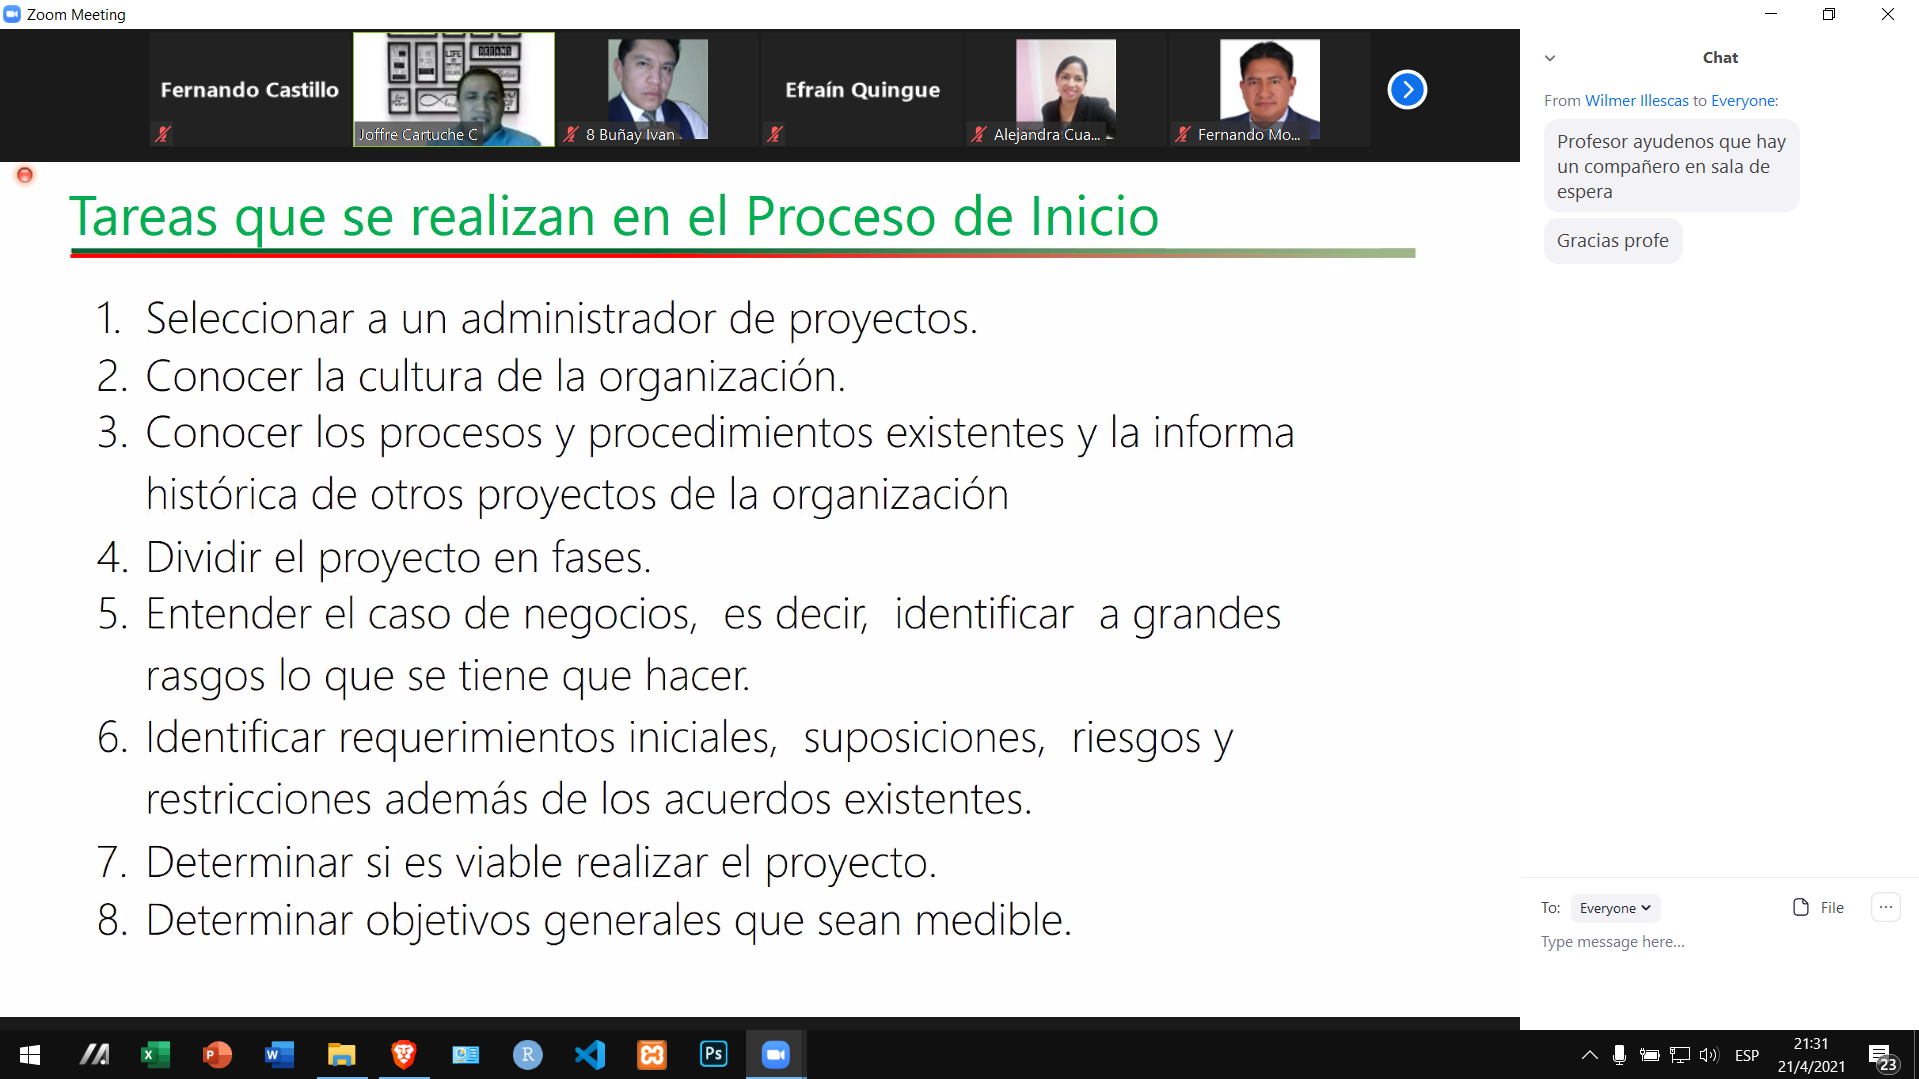 Zoom Meeting
Fernando Castillo
Joffre Cartuche C
8 Buñay Ivan
Efraín Quingue
Alejandra Cua...
Fernando Mo...
Tareas que se realizan en el Proceso de Inicio
1. Seleccionar a un administrador de proyectos.
2. Conocer la cultura de la organización.
3. Conocer los procesos y procedimientos existentes y la informa
histórica de otros proyectos de la organización
4. Dividir el proyecto en fases.
5. Entender el caso de negocios, es decir, identificar a grandes
rasgos lo que se tiene que hacer.
6. Identificar requerimientos iniciales, suposiciones, riesgos y
restricciones además de los acuerdos existentes.
7. Determinar si es viable realizar el proyecto.
8. Determinar objetivos generales que sean medible.
Chat
From Wilmer Illescas to Everyone:
Profesor ayudenos que hay
un compañero en sala de
espera
Gracias profe
To: Everyone
File
Type message here...
Ps
ESP
21:31
21/4/2021
23